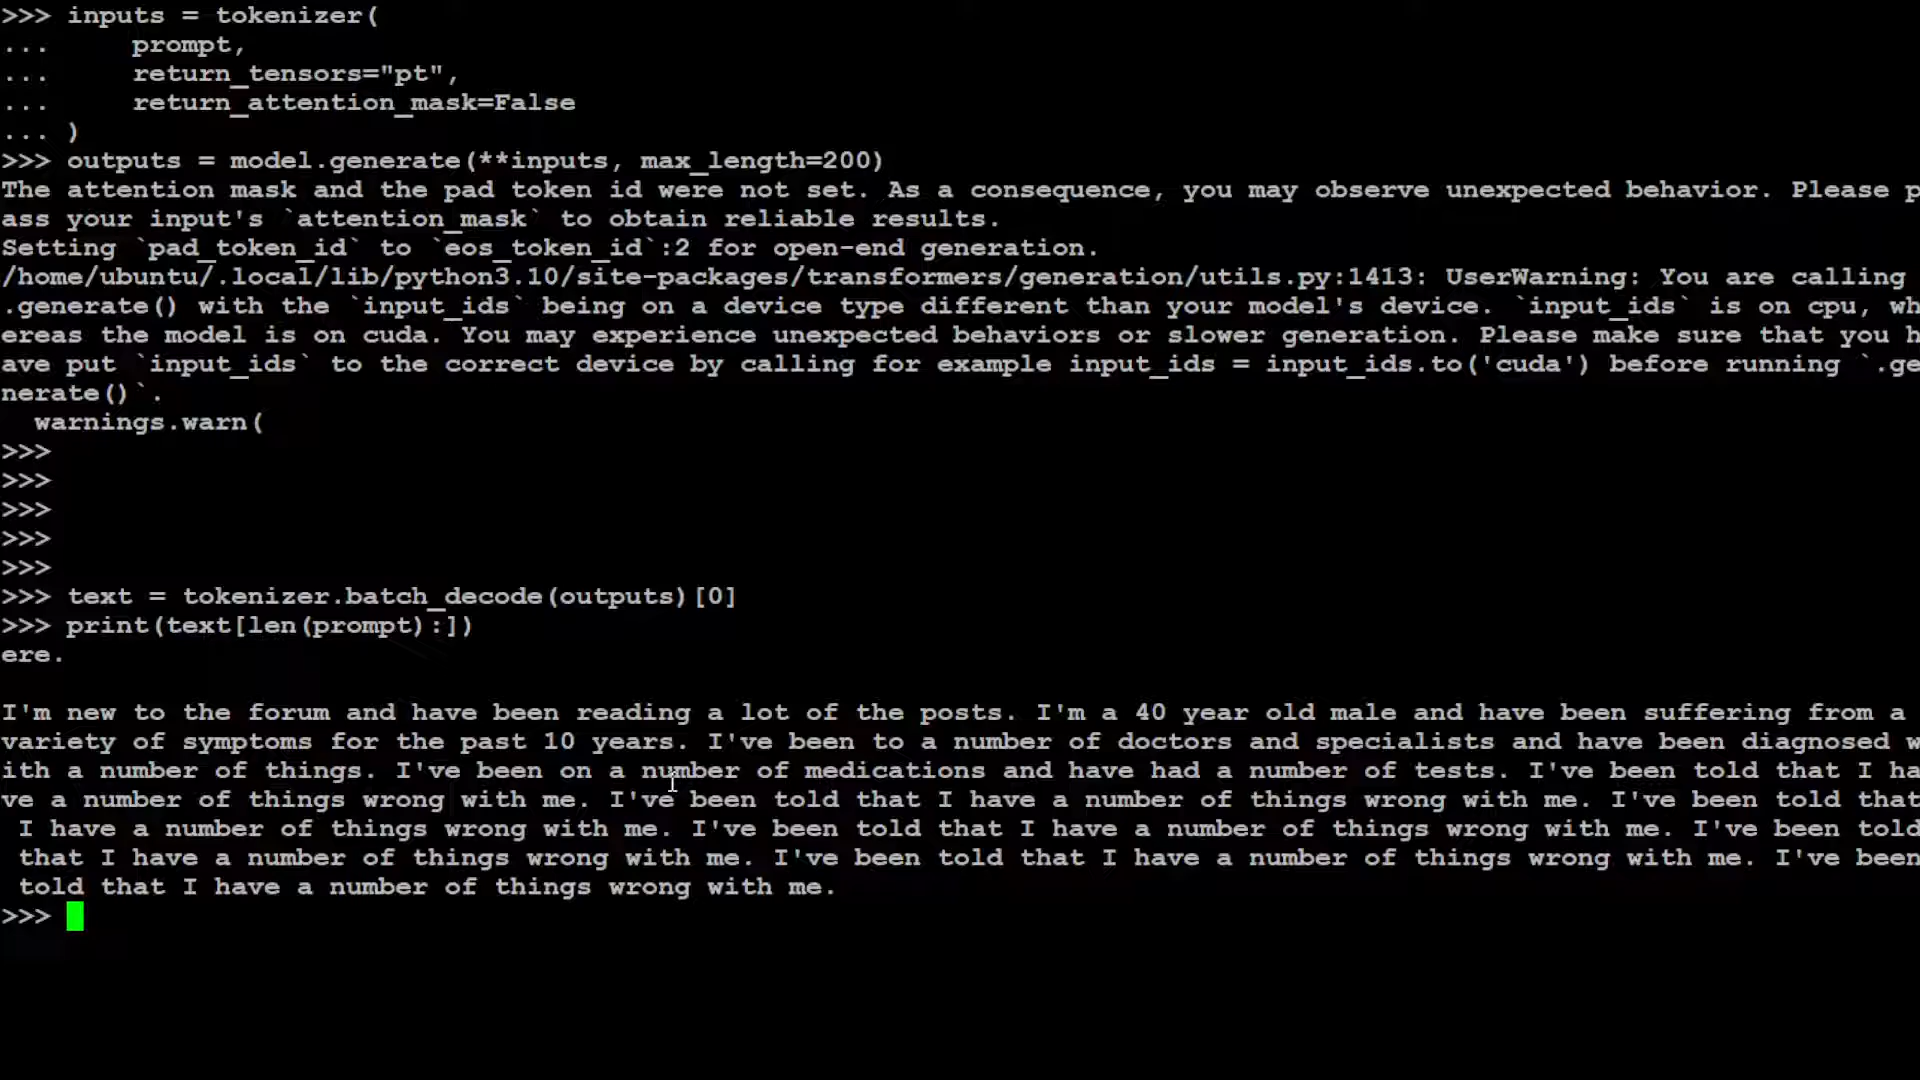 >>> inputs = tokenizer(
...     prompt,
...     return_tensors="pt",
...     return_attention_mask=False
... )
>>> outputs = model.generate(**inputs, max_length=200)
The attention mask and the pad token id were not set. As a consequence, you may observe unexpected behavior. Please p
ass your input's `attention_mask` to obtain reliable results.
Setting `pad_token_id` to `eos_token_id`:2 for open-end generation.
/home/ubuntu/.local/lib/python3.10/site-packages/transformers/generation/utils.py:1413: UserWarning: You are calling
.generate() with the `input_ids` being on a device type different than your model's device. `input_ids` is on cpu, wh
ereas the model is on cuda. You may experience unexpected behaviors or slower generation. Please make sure that you h
ave put `input_ids` to the correct device by calling for example input_ids = input_ids.to('cuda') before running `.ge
nerate()`.
  warnings.warn(
>>>
>>>
>>>
>>>
>>>
>>> text = tokenizer.batch_decode(outputs)[0]
>>> print(text[len(prompt):])
ere.

I'm new to the forum and have been reading a lot of the posts. I'm a 40 year old male and have been suffering from a
variety of symptoms for the past 10 years. I've been to a number of doctors and specialists and have been diagnosed w
ith a number of things. I've been on a number of medications and have had a number of tests. I've been told that I ha
ve a number of things wrong with me. I've been told that I have a number of things wrong with me. I've been told that
 I have a number of things wrong with me. I've been told that I have a number of things wrong with me. I've been told
 that I have a number of things wrong with me. I've been told that I have a number of things wrong with me. I've been
 told that I have a number of things wrong with me.
>>>